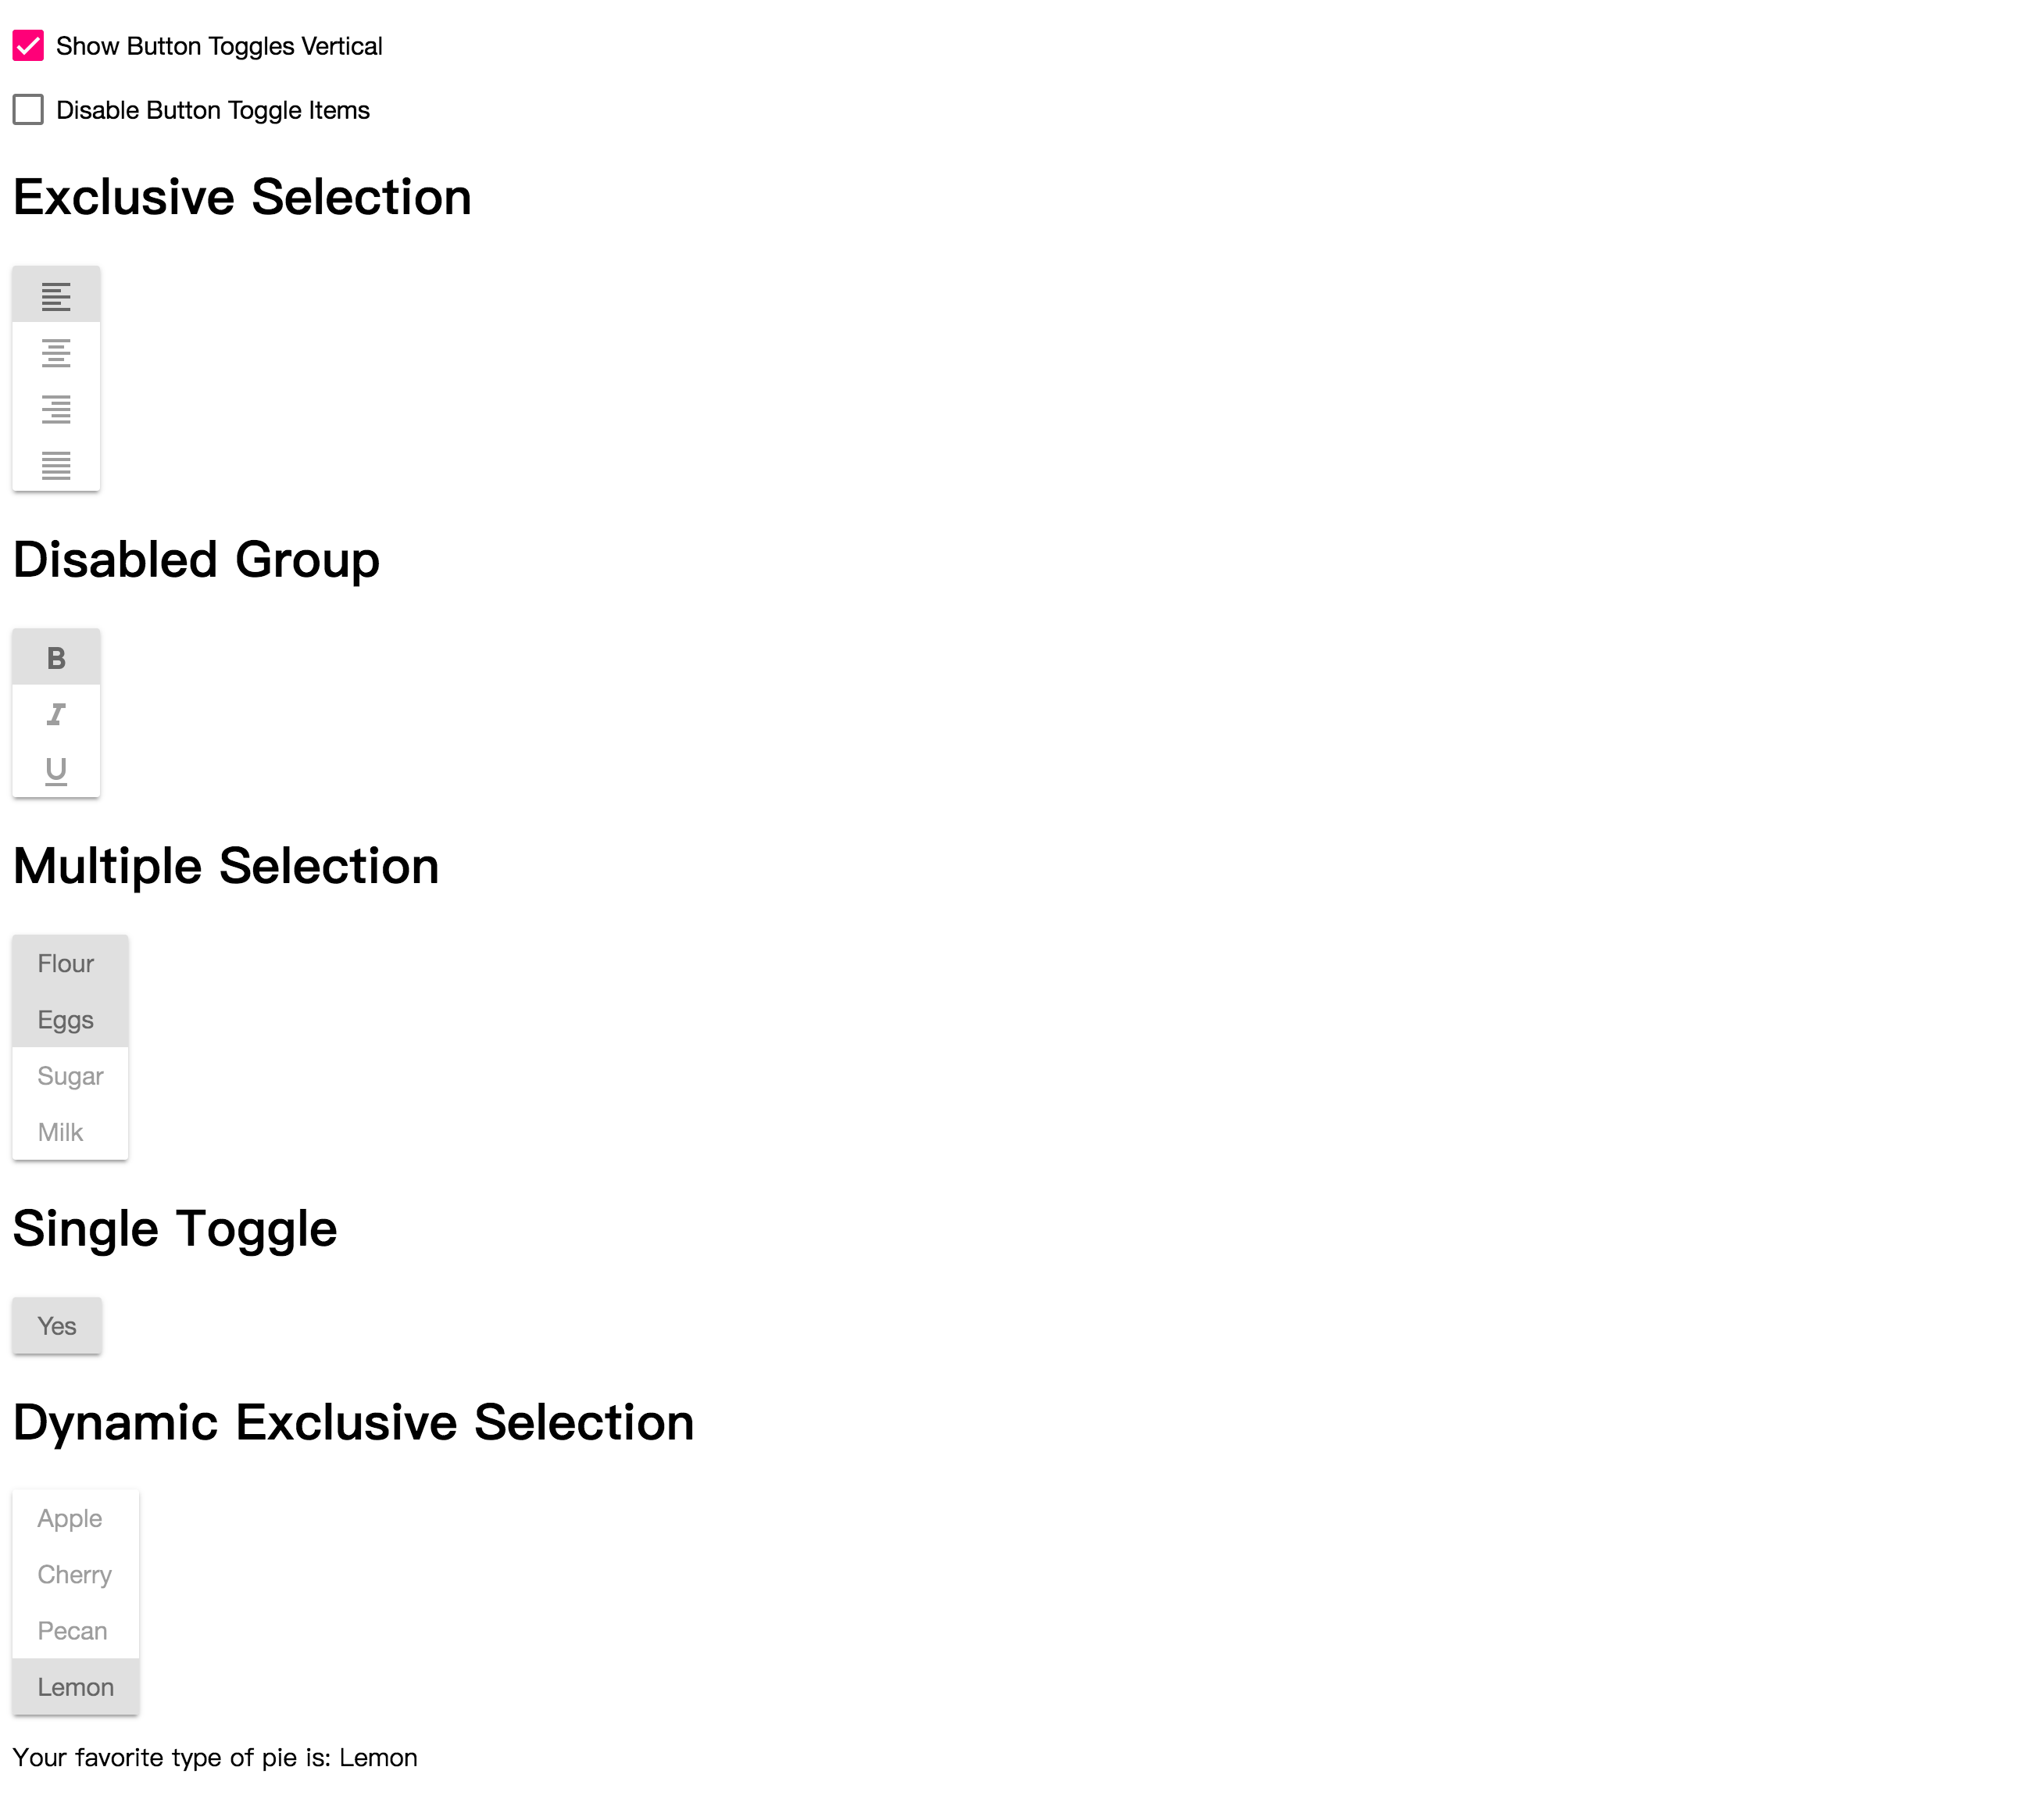 Show Button Toggles Vertical
Disable Button Toggle Items
Exclusive Selection
Disabled Group
B
I
U
Multiple Selection
Flour
Eggs
Sugar
Milk
Single Toggle
Yes
Dynamic Exclusive Selection
Apple
Cherry
Pecan
Lemon
Your favorite type of pie is: Lemon